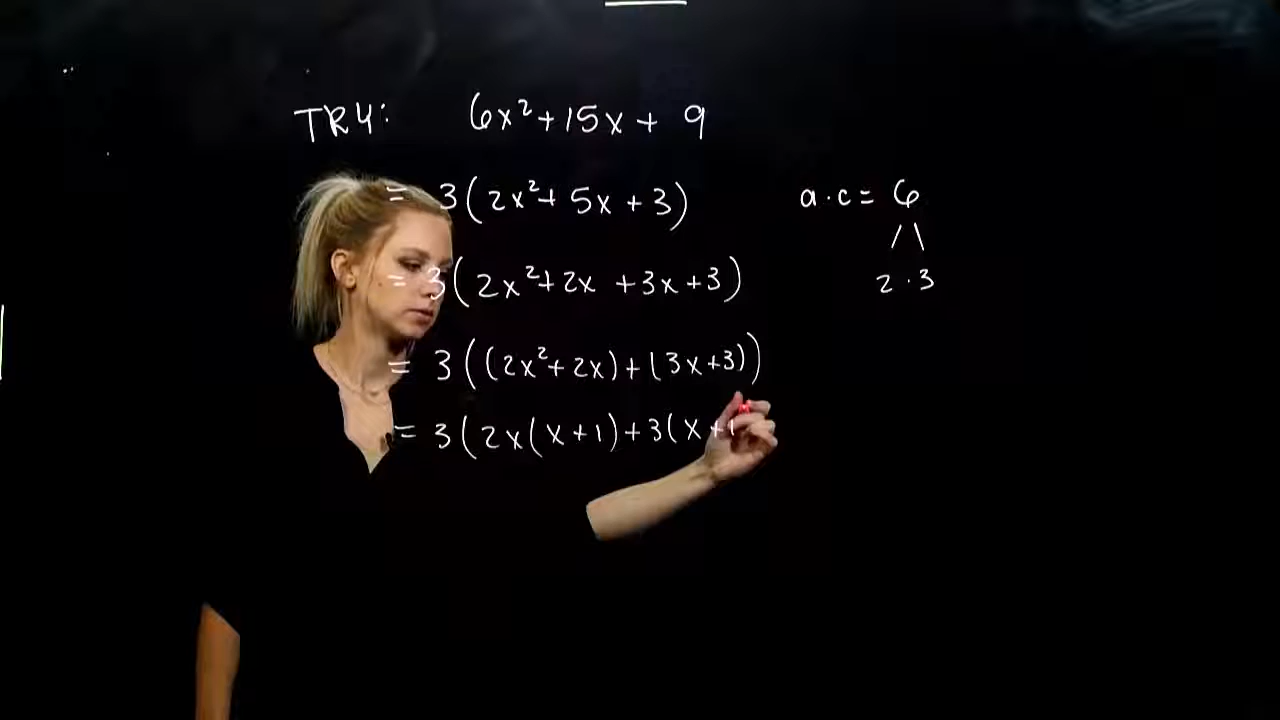 TRY: 6x²+15x + 9
= 3(2x²+ 5x + 3)
a·c = 6
2 · 3
= 3(2x²+2x +3x+3)
= 3((2x²+2x)+(3x+3))
= 3(2x(x+1)+3(x+1